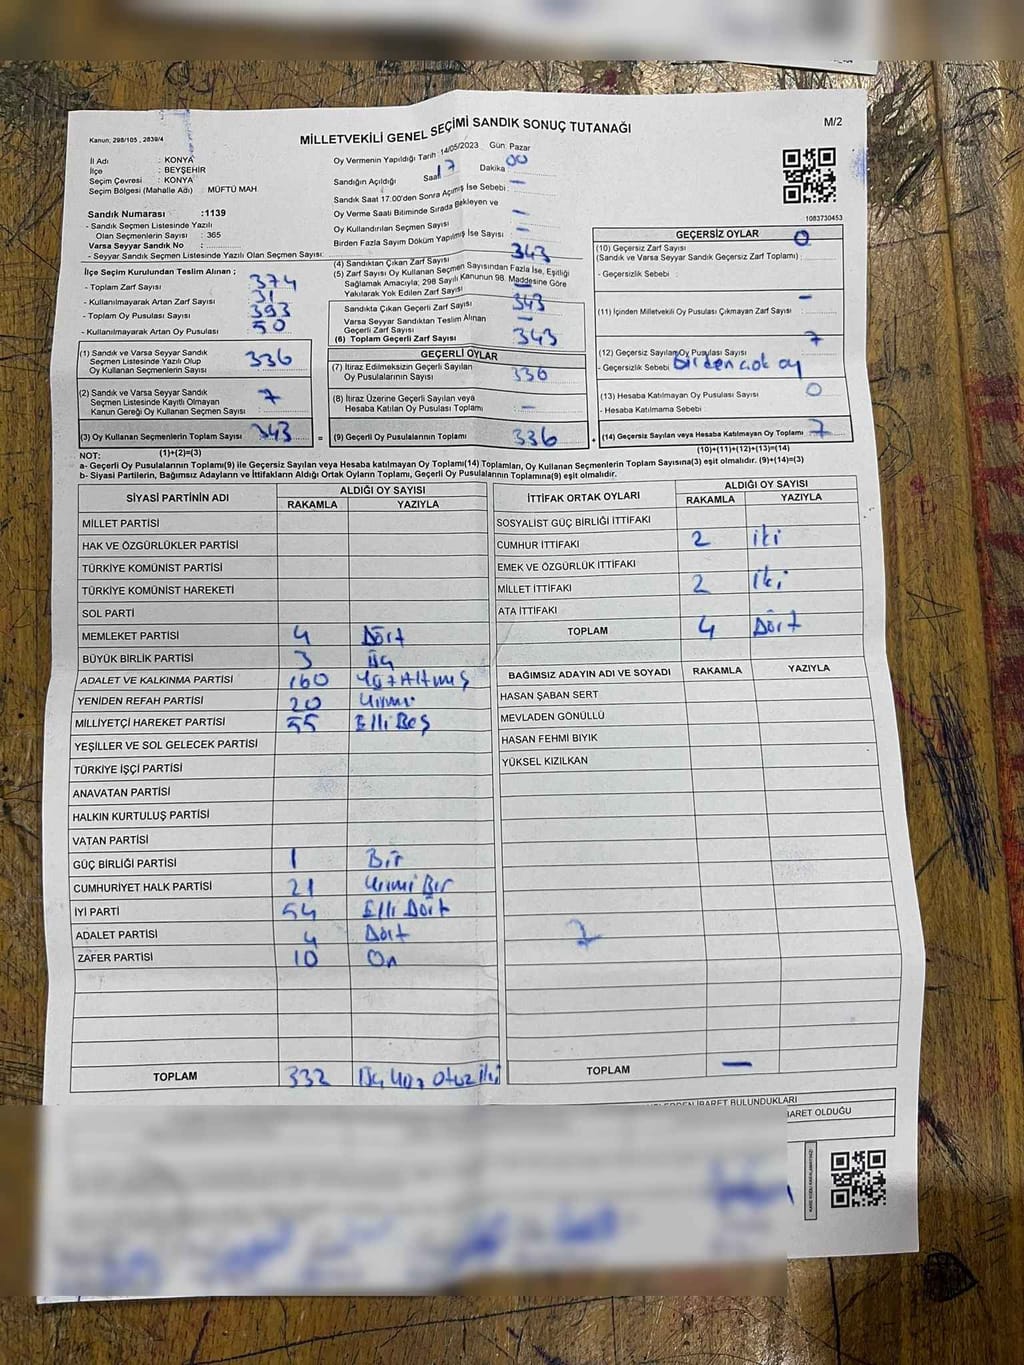 Kanun: 298/105 , 2839/4
MİLLETVEKİLİ GENEL SEÇİMİ SANDIK SONUÇ TUTANAĞI
M/2
İl Adı : KONYA
İlçe : BEYŞEHİR
Seçim Çevresi : KONYA
Seçim Bölgesi (Mahalle Adı) : MÜFTÜ MAH
Sandık Numarası :1139
- Sandık Seçmen Listesinde Yazılı
Olan Seçmenlerin Sayısı : 365
Varsa Seyyar Sandık No :
- Seyyar Sandık Seçmen Listesinde Yazılı Olan Seçmen Sayısı:
Oy Vermenin Yapıldığı Tarih 14/05/2023 Gün Pazar
Sandığın Açıldığı Saat 17 Dakika 00
Sandık Saat 17.00'den Sonra Açılmış İse Sebebi: -
Oy Verme Saati Bitiminde Sırada Bekleyen ve
Oy Kullandırılan Seçmen Sayısı -
Birden Fazla Sayım Döküm Yapılmış İse Sayısı : -
1083730453
İlçe Seçim Kurulundan Teslim Alınan ;
- Toplam Zarf Sayısı : 374
- Kullanılmayarak Artan Zarf Sayısı : 31
- Toplam Oy Pusulası Sayısı : 393
- Kullanılmayarak Artan Oy Pusulası : 50
(1) Sandık ve Varsa Seyyar Sandık
Seçmen Listesinde Yazılı Olup
Oy Kullanan Seçmenlerin Sayısı : 336
(2) Sandık ve Varsa Seyyar Sandık
Seçmen Listesinde Kayıtlı Olmayan
Kanun Gereği Oy Kullanan Seçmen Sayısı : 7
(3) Oy Kullanan Seçmenlerin Toplam Sayısı : 343
(1)+(2)=(3)
(4) Sandıktan Çıkan Zarf Sayısı 343
(5) Zarf Sayısı Oy Kullanan Seçmen Sayısından Fazla İse, Eşitliği
Sağlamak Amacıyla; 298 Sayılı Kanunun 98. Maddesine Göre
Yakılarak Yok Edilen Zarf Sayısı : -
Sandıkta Çıkan Geçerli Zarf Sayısı 343
Varsa Seyyar Sandıktan Teslim Alınan
Geçerli Zarf Sayısı : -
(6) Toplam Geçerli Zarf Sayısı : 343
GEÇERLİ OYLAR
(7) İtiraz Edilmeksizin Geçerli Sayılan
Oy Pusulalarının Sayısı : 336
(8) İtiraz Üzerine Geçerli Sayılan veya
Hesaba Katılan Oy Pusulası Toplamı : -
= (9) Geçerli Oy Pusulalarının Toplamı : 336
GEÇERSİZ OYLAR
(10) Geçersiz Zarf Sayısı 0
(Sandık ve Varsa Seyyar Sandık Geçersiz Zarf Toplamı) :
- Geçersizlik Sebebi :
(11) İçinden Milletvekili Oy Pusulası Çıkmayan Zarf Sayısı : -
(12) Geçersiz Sayılan Oy Pusulası Sayısı 7
- Geçersizlik Sebebi Birden çok oy
(13) Hesaba Katılmayan Oy Pusulası Sayısı : 0
- Hesaba Katılmama Sebebi
+ (14) Geçersiz Sayılan veya Hesaba Katılmayan Oy Toplamı : 7
(10)+(11)+(12)+(13)=(14)
NOT:
a- Geçerli Oy Pusulalarının Toplamı(9) ile Geçersiz Sayılan veya Hesaba katılmayan Oy Toplamı(14) Toplamları, Oy Kullanan Seçmenlerin Toplam Sayısına(3) eşit olmalıdır. (9)+(14)=(3)
b- Siyasi Partilerin, Bağımsız Adayların ve İttifakların Aldığı Ortak Oyların Toplamı, Geçerli Oy Pusulalarının Toplamına(9) eşit olmalıdır.
SİYASİ PARTİNİN ADI ALDIĞI OY SAYISI
RAKAMLA YAZIYLA
MİLLET PARTİSİ
HAK VE ÖZGÜRLÜKLER PARTİSİ
TÜRKİYE KOMÜNİST PARTİSİ
TÜRKİYE KOMÜNİST HAREKETİ
SOL PARTİ
MEMLEKET PARTİSİ 4 Dört
BÜYÜK BİRLİK PARTİSİ 3 Üç
ADALET VE KALKINMA PARTİSİ 160 Yüz Altmış
YENİDEN REFAH PARTİSİ 20 Yirmi
MİLLİYETÇİ HAREKET PARTİSİ 55 Elli Beş
YEŞİLLER VE SOL GELECEK PARTİSİ
TÜRKİYE İŞÇİ PARTİSİ
ANAVATAN PARTİSİ
HALKIN KURTULUŞ PARTİSİ
VATAN PARTİSİ
GÜÇ BİRLİĞİ PARTİSİ 1 Bir
CUMHURİYET HALK PARTİSİ 21 Yirmi Bir
İYİ PARTİ 54 Elli Dört
ADALET PARTİSİ 4 Dört
ZAFER PARTİSİ 10 On
TOPLAM 332 Üç Yüz Otuz iki
İTTİFAK ORTAK OYLARI ALDIĞI OY SAYISI
RAKAMLA YAZIYLA
SOSYALİST GÜÇ BİRLİĞİ İTTİFAKI
CUMHUR İTTİFAKI 2 iki
EMEK VE ÖZGÜRLÜK İTTİFAKI
MİLLET İTTİFAKI 2 iki
ATA İTTİFAKI
TOPLAM 4 Dört
BAĞIMSIZ ADAYIN ADI VE SOYADI RAKAMLA YAZIYLA
HASAN ŞABAN SERT
MEVLADEN GÖNÜLLÜ
HASAN FEHMİ BIYIK
YÜKSEL KIZILKAN
TOPLAM -
İBARET BULUNDUKLARI
İBARET OLDUĞU